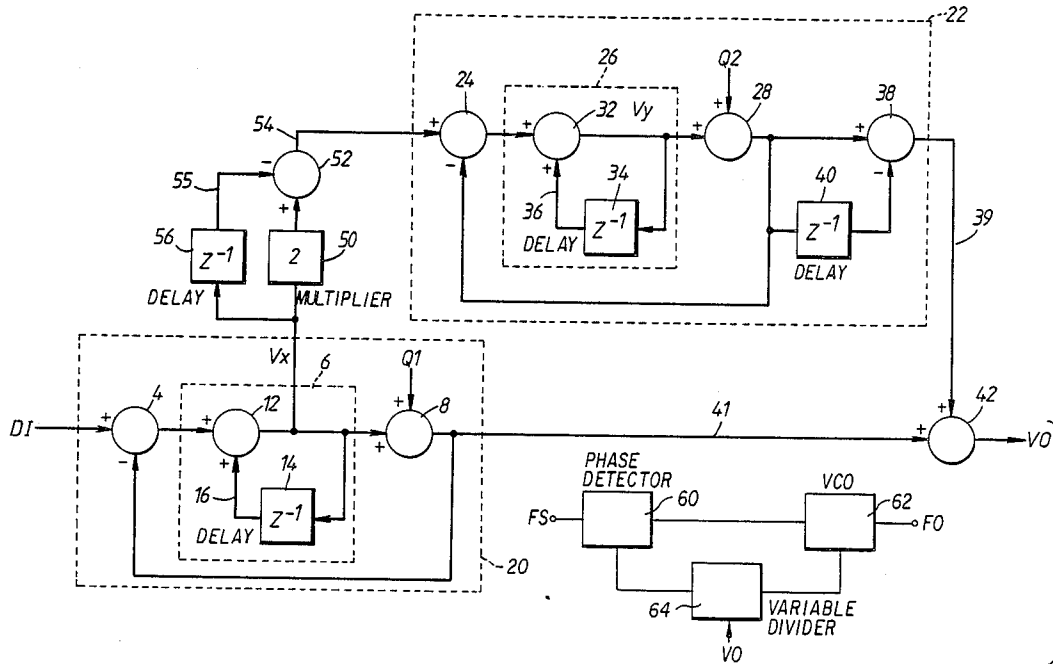 22
26
Q2
24
32
Vy
28
38
54
+
+
+
+
+
-
52
-
+
-
55
+
36
34
Z⁻¹
40
Z⁻¹
39
56
Z⁻¹
2
50
DELAY
DELAY
DELAY
MULTIPLIER
Vx
6
Q1
4
12
8
41
42
DI
+
+
+
+
+
+
VO
-
+
16
14
Z⁻¹
DELAY
PHASE
DETECTOR
60
VCO
62
FS
FO
20
64
VARIABLE
DIVIDER
VO